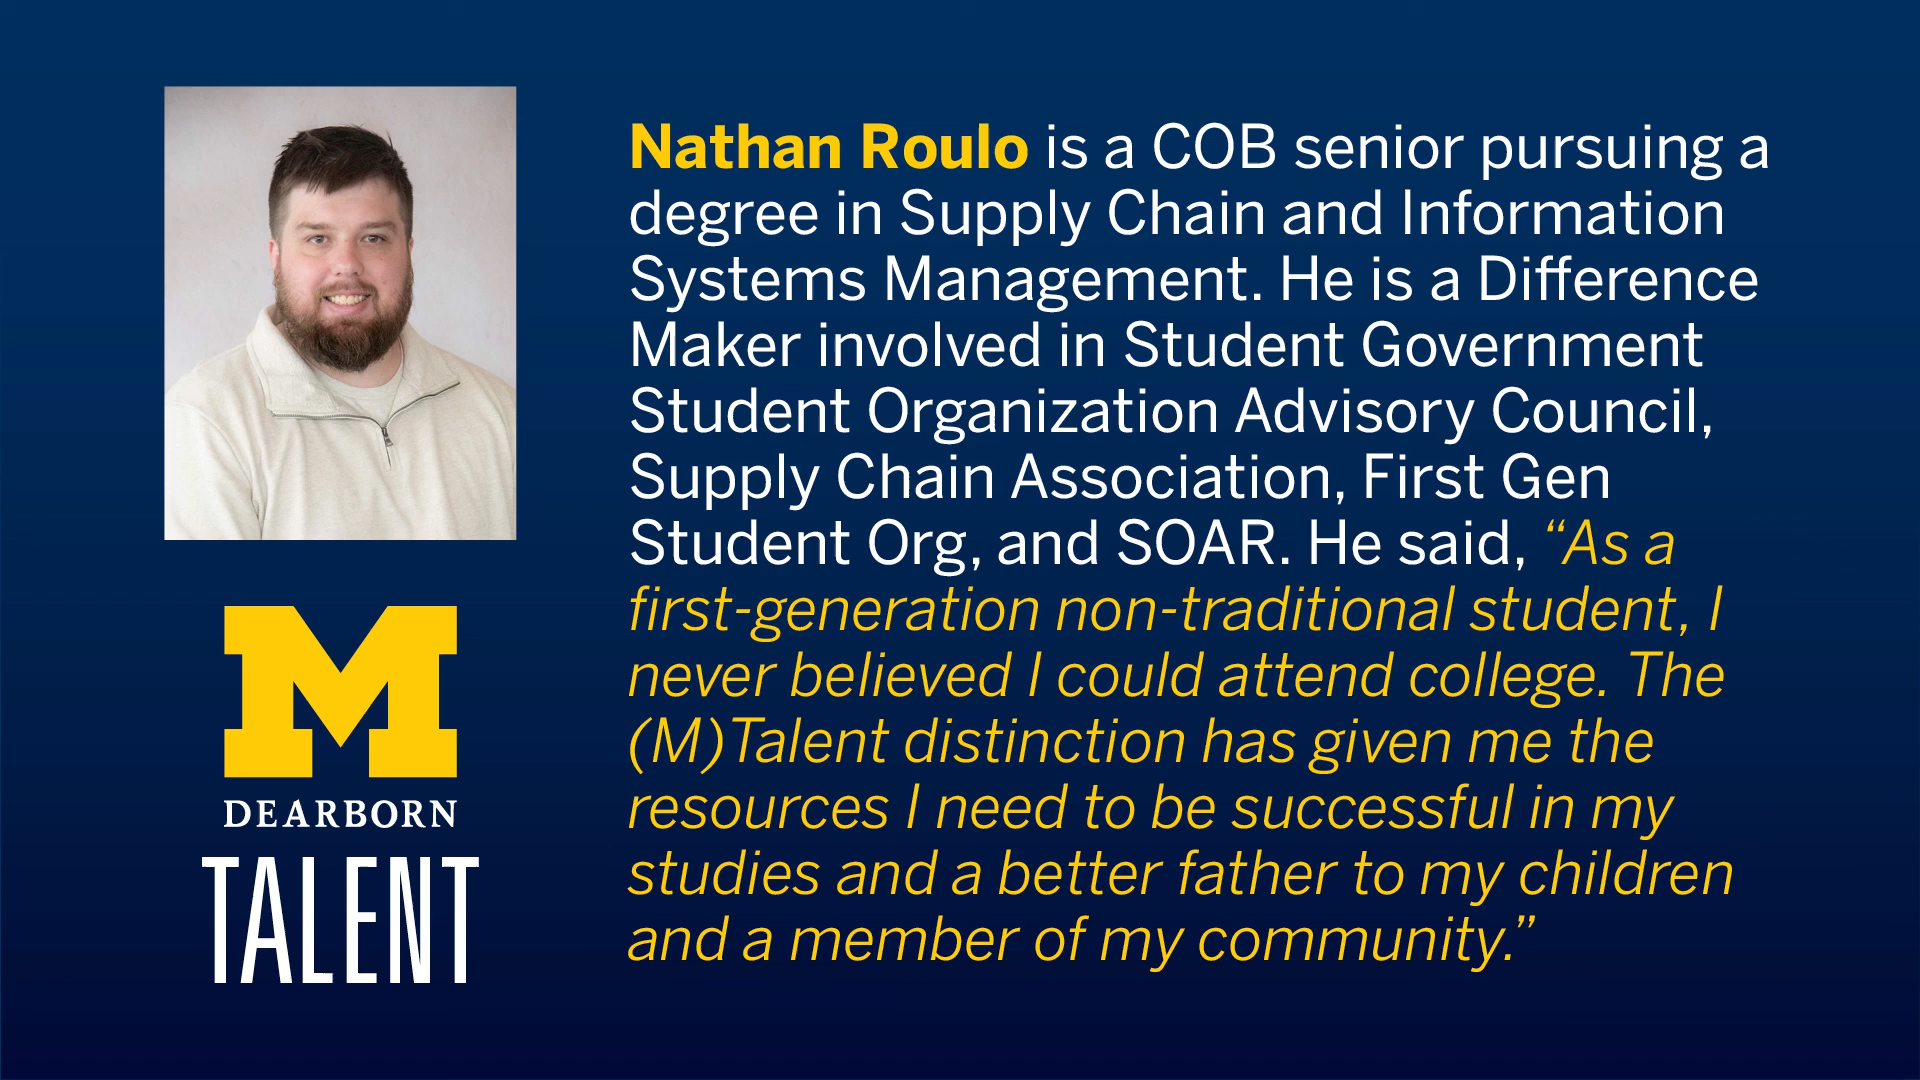 Nathan Roulo is a COB senior pursuing a
degree in Supply Chain and Information
Systems Management. He is a Difference
Maker involved in Student Government
Student Organization Advisory Council,
Supply Chain Association, First Gen
Student Org, and SOAR. He said, “As a
first-generation non-traditional student, I
never believed I could attend college. The
(M)Talent distinction has given me the
resources I need to be successful in my
studies and a better father to my children
and a member of my community.”
M
DEARBORN
TALENT